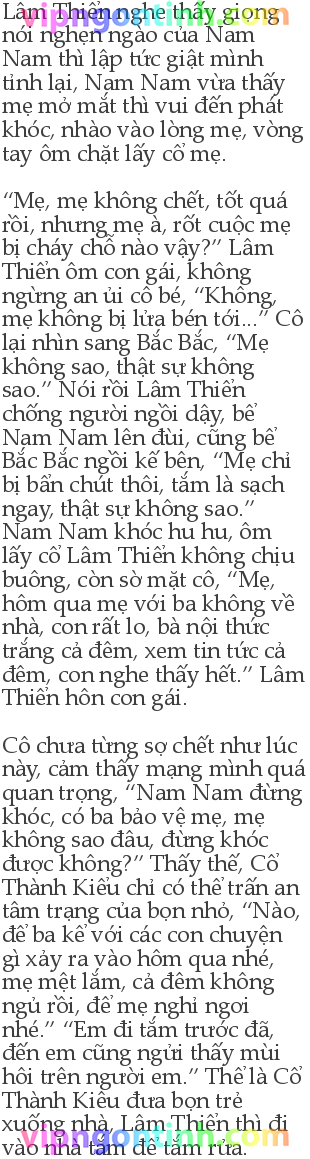 vipngontinh.com
Lâm Thiển nghe thấy giọng
nói nghẹn ngào của Nam
Nam thì lập tức giật mình
tỉnh lại, Nam Nam vừa thấy
mẹ mở mắt thì vui đến phát
khóc, nhào vào lòng mẹ, vòng
tay ôm chặt lấy cổ mẹ.

“Mẹ, mẹ không chết, tốt quá
rồi, nhưng mẹ à, rốt cuộc mẹ
bị cháy chỗ nào vậy?” Lâm
Thiển ôm con gái, không
ngừng an ủi cô bé, “Không,
mẹ không bị lửa bén tới...” Cô
lại nhìn sang Bắc Bắc, “Mẹ
không sao, thật sự không
sao.” Nói rồi Lâm Thiển
chống người ngồi dậy, bế
Nam Nam lên đùi, cũng bế
Bắc Bắc ngồi kế bên, “Mẹ chỉ
bị bẩn chút thôi, tắm là sạch
ngay, thật sự không sao.”
Nam Nam khóc hu hu, ôm
lấy cổ Lâm Thiển không chịu
buông, còn sờ mặt cô, “Mẹ,
hôm qua mẹ với ba không về
nhà, con rất lo, bà nội thức
trắng cả đêm, xem tin tức cả
đêm, con nghe thấy hết.” Lâm
Thiển hôn con gái.

Cô chưa từng sợ chết như lúc
này, cảm thấy mạng mình quá
quan trọng, “Nam Nam đừng
khóc, có ba bảo vệ mẹ, mẹ
không sao đâu, đừng khóc
được không?” Thấy thế, Cố
Thành Kiêu chỉ có thể trấn an
tâm trạng của bọn nhỏ, “Nào,
để ba kể với các con chuyện
gì xảy ra vào hôm qua nhé,
mẹ mệt lắm, cả đêm không
ngủ rồi, để mẹ nghỉ ngơi
nhé.” “Em đi tắm trước đã,
đến em cũng ngửi thấy mùi
hôi trên người em.” Thế là Cố
Thành Kiêu đưa bọn trẻ
xuống nhà, Lâm Thiển thì đi
vào nhà tắm để tắm rửa.
vipngontinh.com